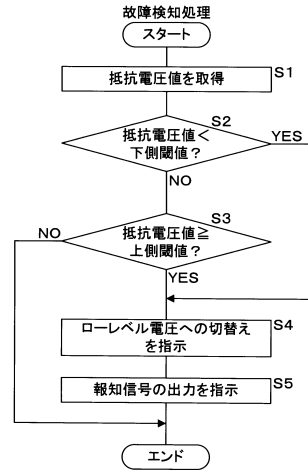 故障検知処理
スタート
抵抗電圧値を取得
S1
S2
抵抗電圧値<
下側閾値?
YES
NO
S3
抵抗電圧値≧
上側閾値?
NO
YES
ローレベル電圧への切替え
を指示
S4
報知信号の出力を指示
S5
エンド